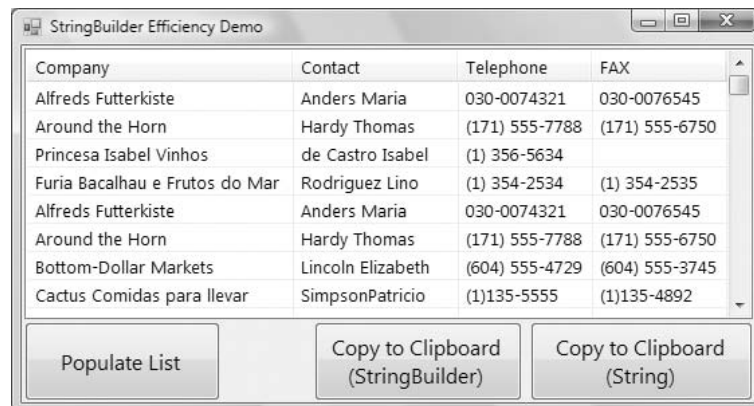 StringBuilder Efficiency Demo
Company Contact Telephone FAX
Alfreds Futterkiste Anders Maria 030-0074321 030-0076545
Around the Horn Hardy Thomas (171) 555-7788 (171) 555-6750
Princesa Isabel Vinhos de Castro Isabel (1) 356-5634
Furia Bacalhau e Frutos do Mar Rodriguez Lino (1) 354-2534 (1) 354-2535
Alfreds Futterkiste Anders Maria 030-0074321 030-0076545
Around the Horn Hardy Thomas (171) 555-7788 (171) 555-6750
Bottom-Dollar Markets Lincoln Elizabeth (604) 555-4729 (604) 555-3745
Cactus Comidas para llevar SimpsonPatricio (1)135-5555 (1)135-4892
Populate List
Copy to Clipboard
(StringBuilder)
Copy to Clipboard
(String)